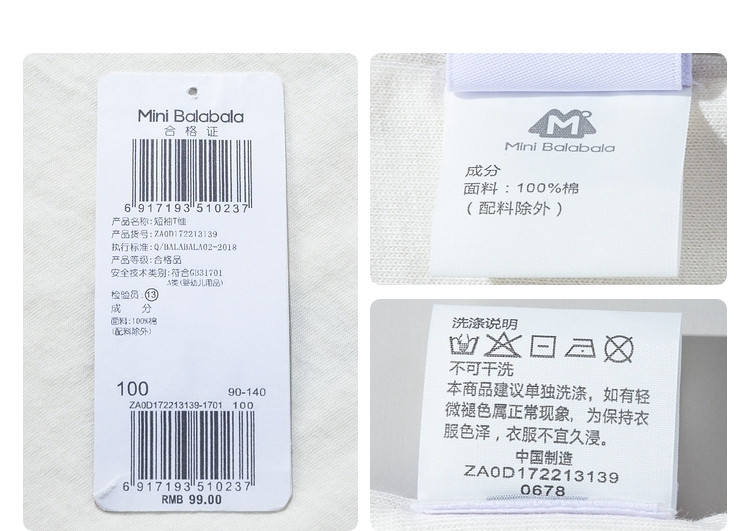 Mini Balabala
合格证
6 917193 510237
产品名称:短袖T恤
产品货号:ZA0D172213139
执行标准:Q/BALABALA02-2018
产品等级:合格品
安全技术类别:符合GB31701
A类(婴幼儿用品)
检验员:13
成 分
面料:100%棉
(配料除外)
100 90-140
ZA0D172213139-1701 100
6 917193 510237
RMB 99.00
M
Mini Balabala
成分
面料：100%棉
（配料除外）
洗涤说明
不可干洗
本商品建议单独洗涤，如有轻
微褪色属正常现象，为保持衣
服色泽，衣服不宜久浸。
中国制造
ZA0D172213139
0678